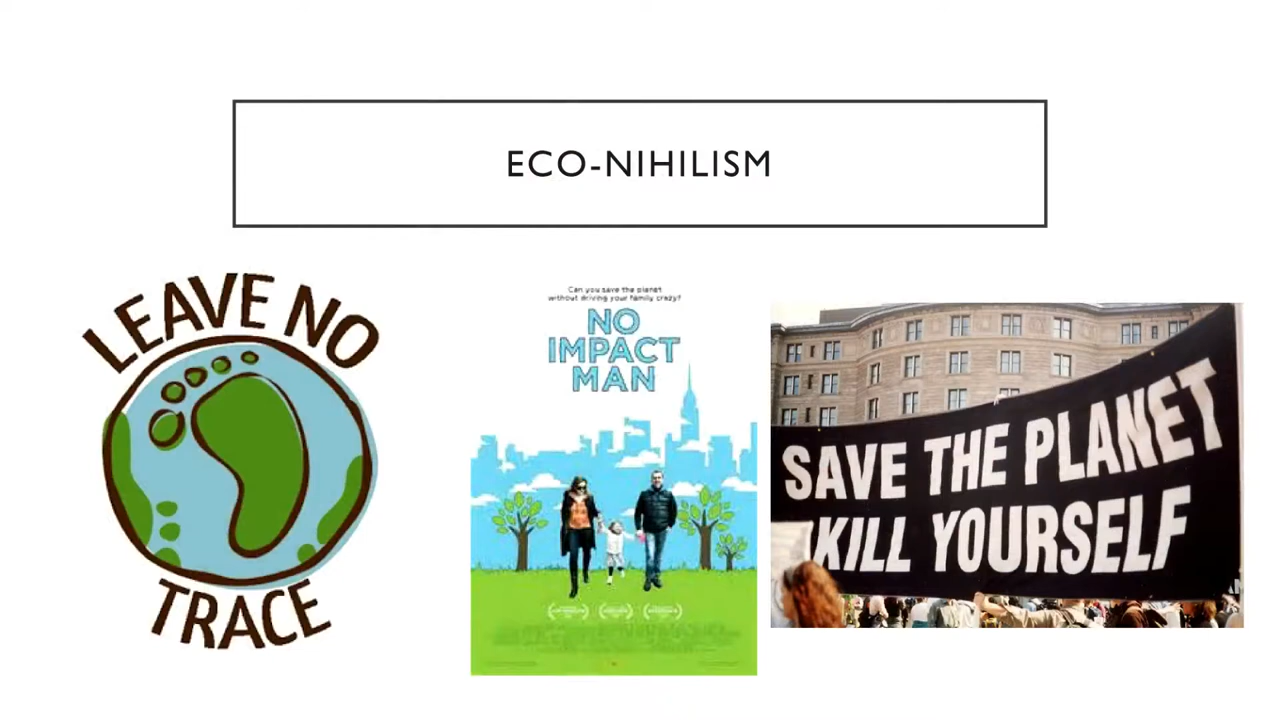 ECO-NIHILISM
LEAVE NO
TRACE
Can you save the planet
without driving your family crazy?
NO
IMPACT
MAN
SAVE THE PLANET
KILL YOURSELF